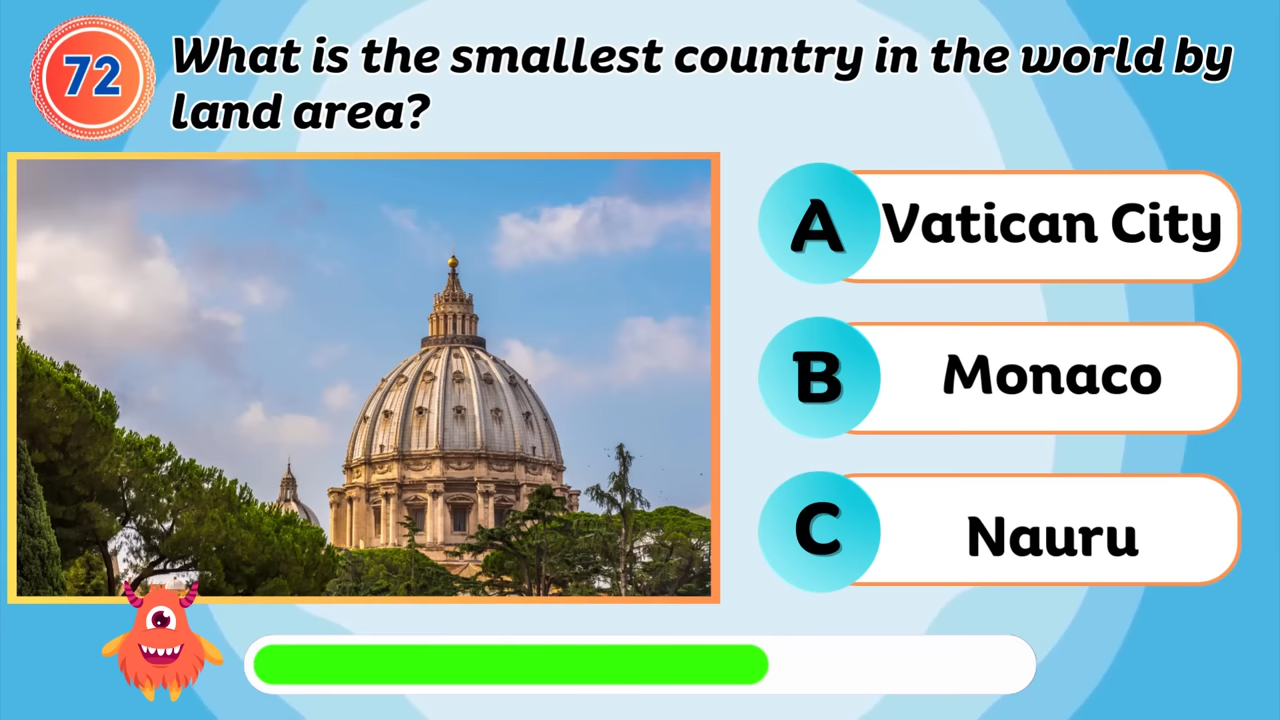 72
What is the smallest country in the world by
land area?
A Vatican City
B Monaco
C Nauru